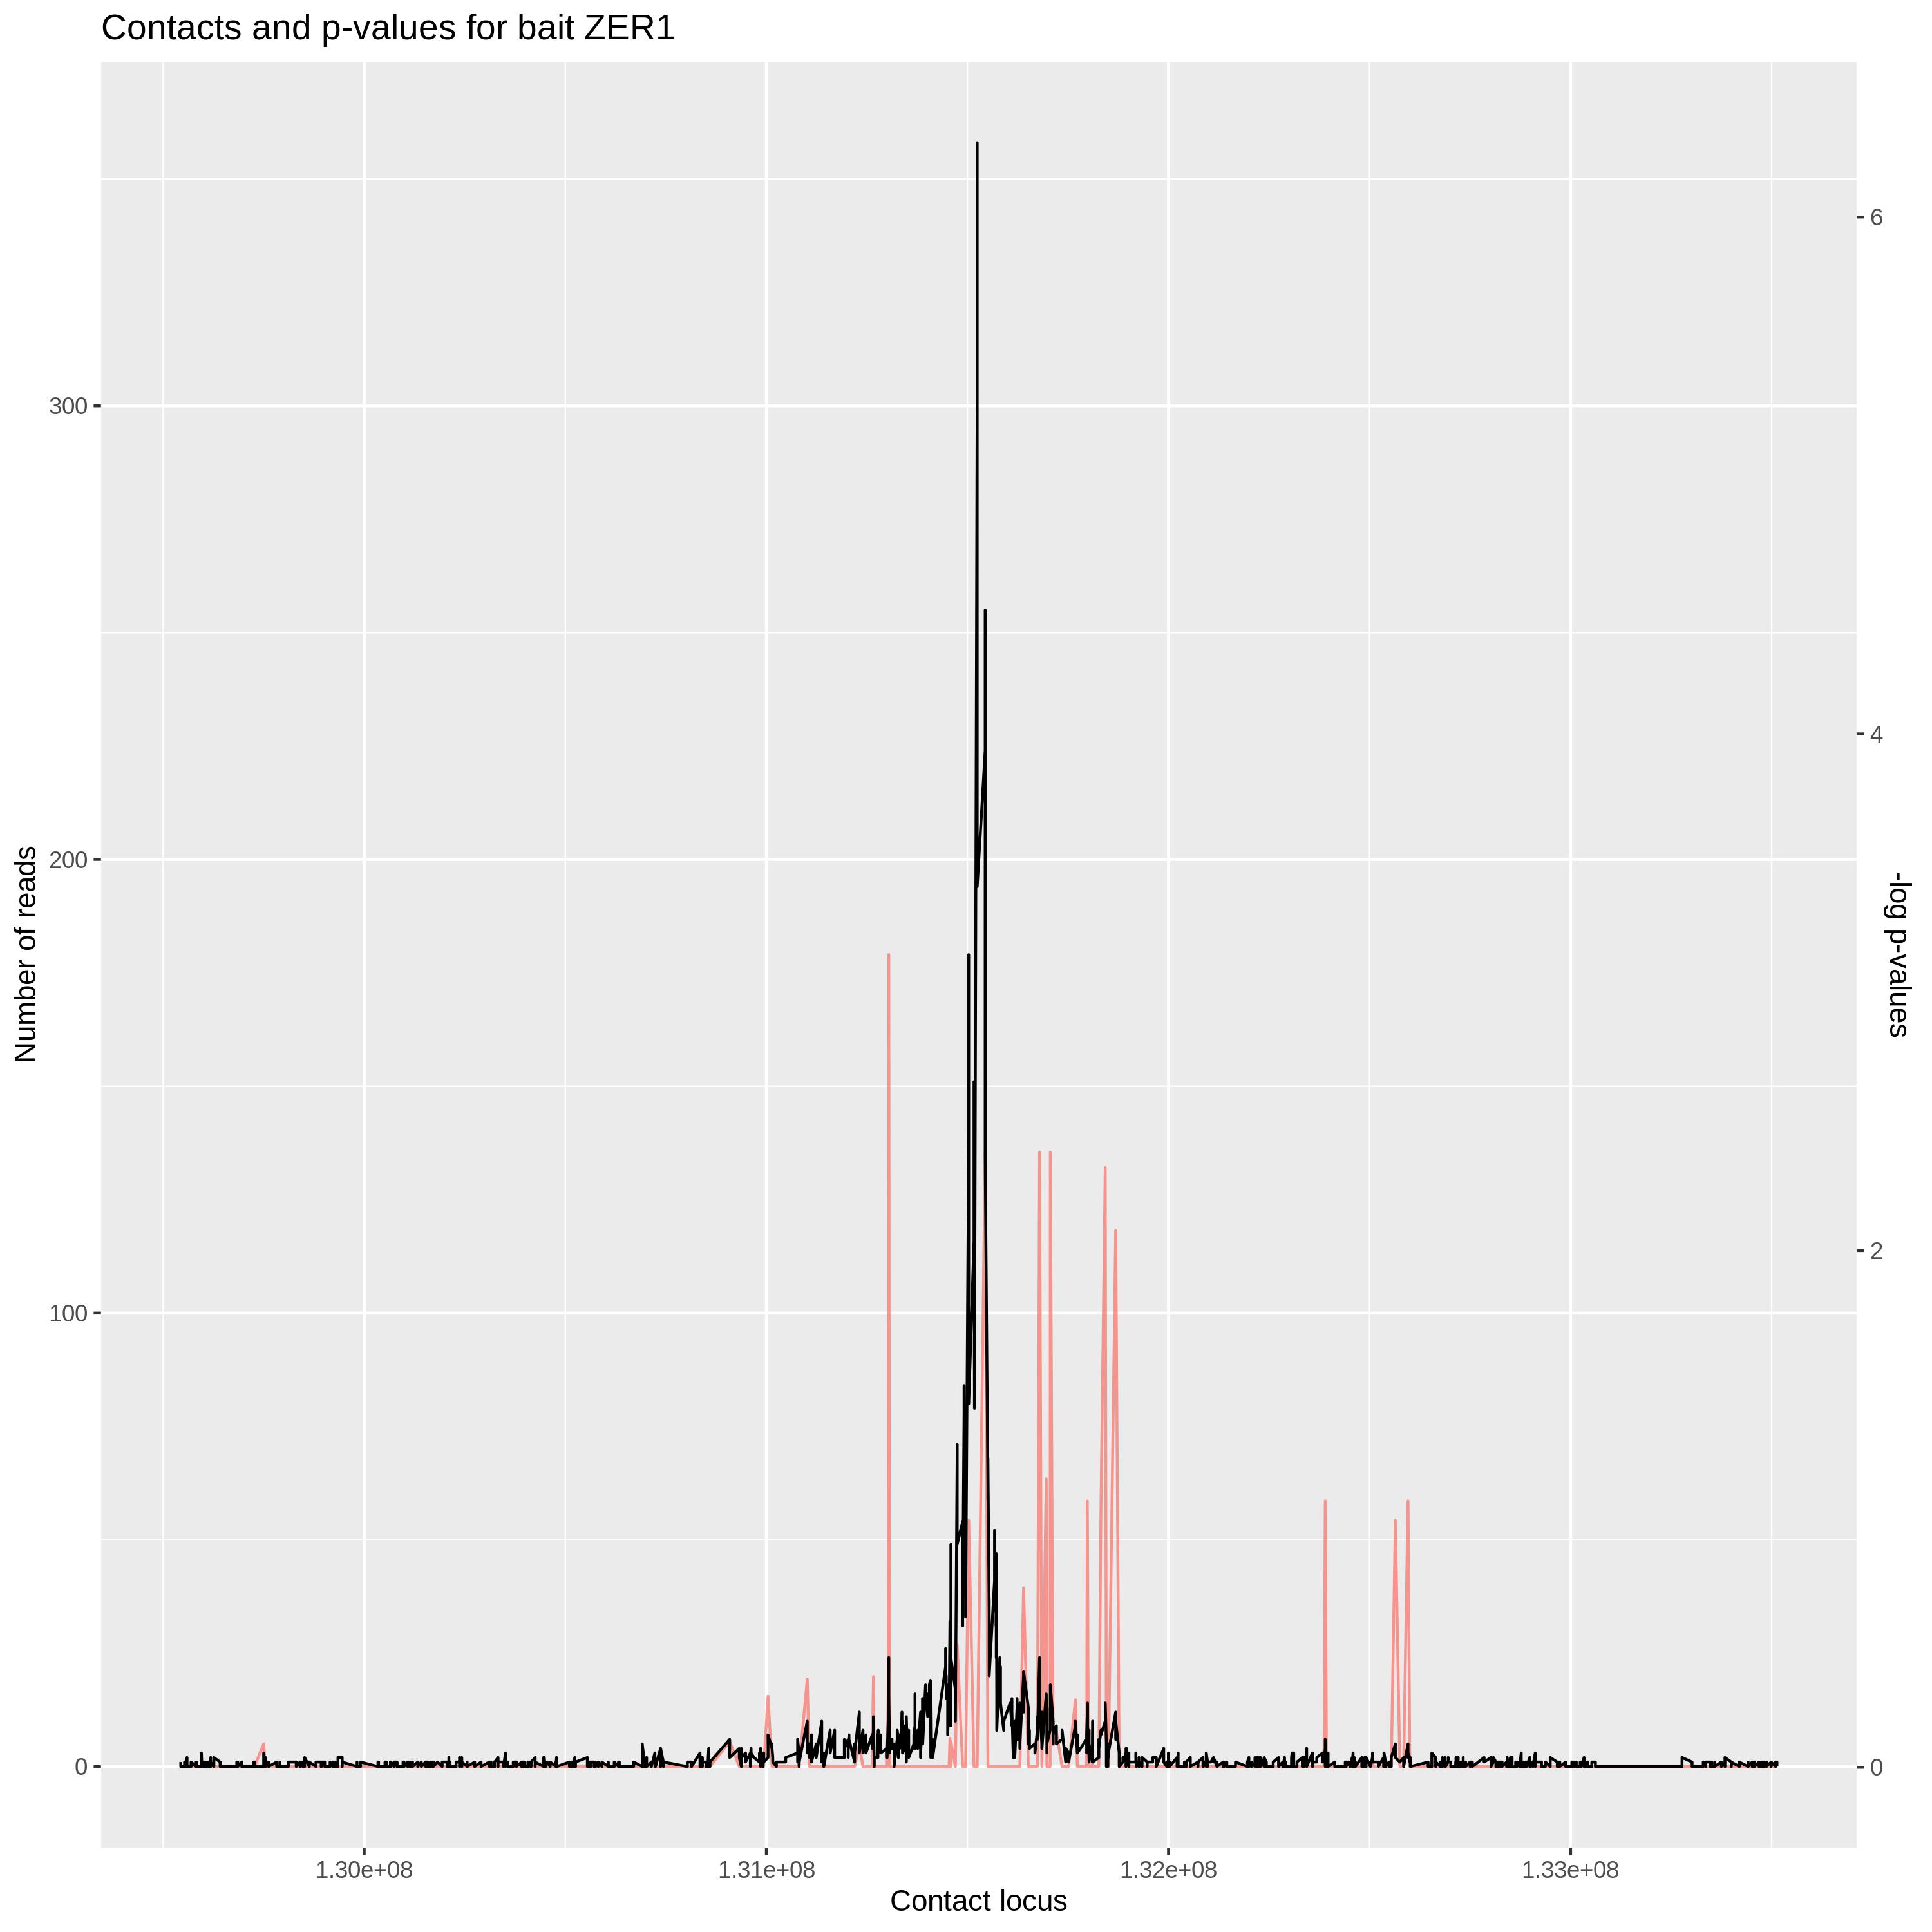 Contacts and p-values for bait ZER1
Number of reads
300
200
100
0
6
4
2
0
-log p-values
1.30e+08
1.31e+08
1.32e+08
1.33e+08
Contact locus